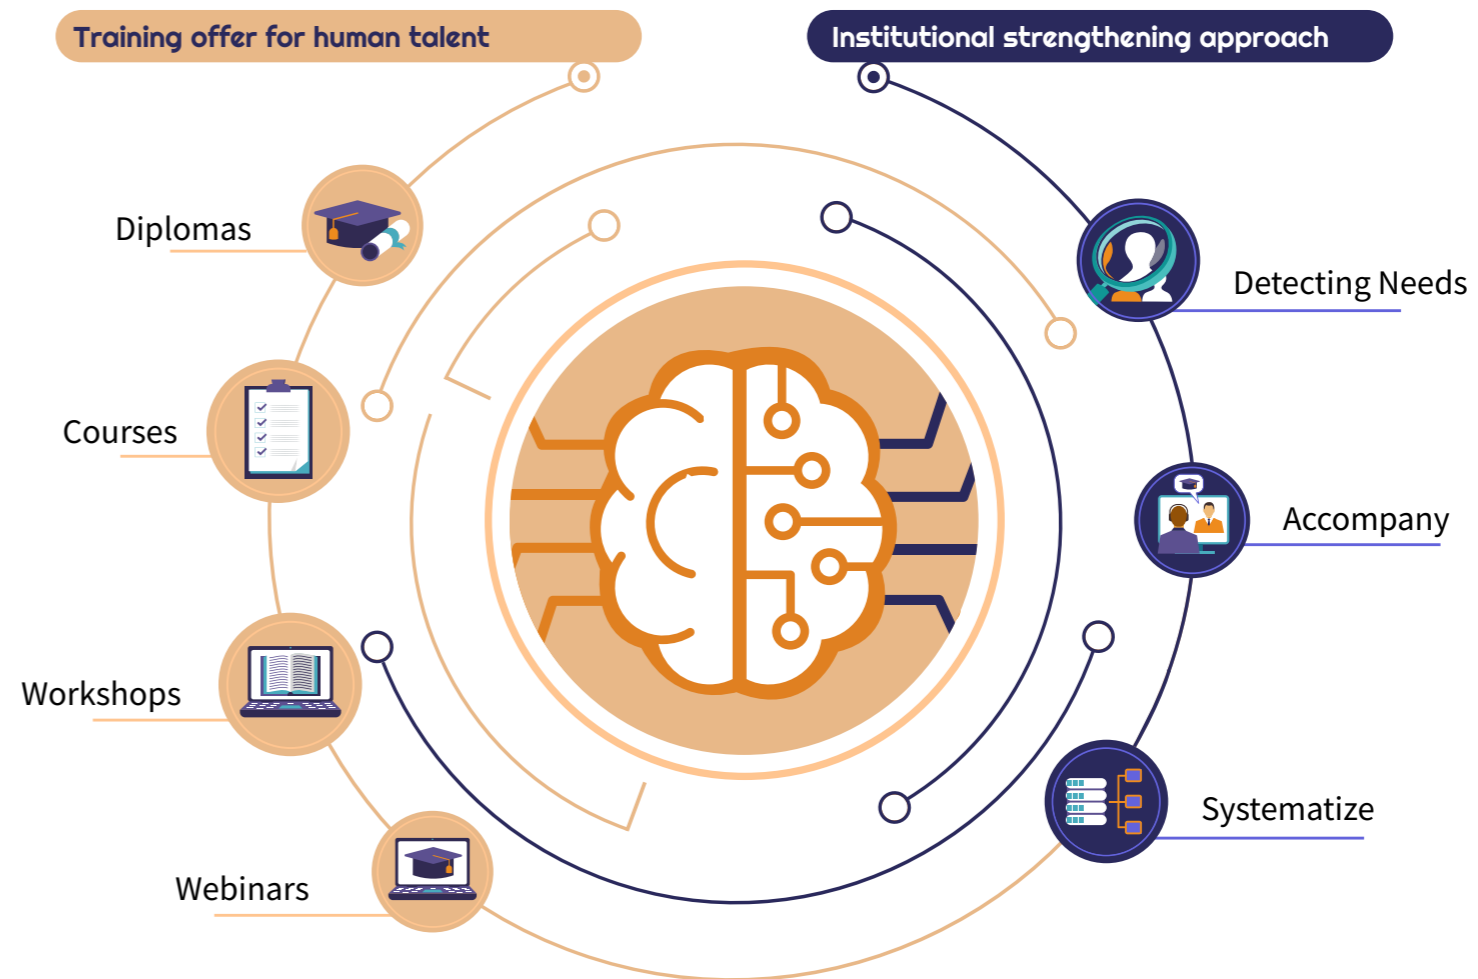 Training offer for human talent
Institutional strengthening approach
Diplomas
Courses
Workshops
Webinars
Detecting Needs
Accompany
Systematize